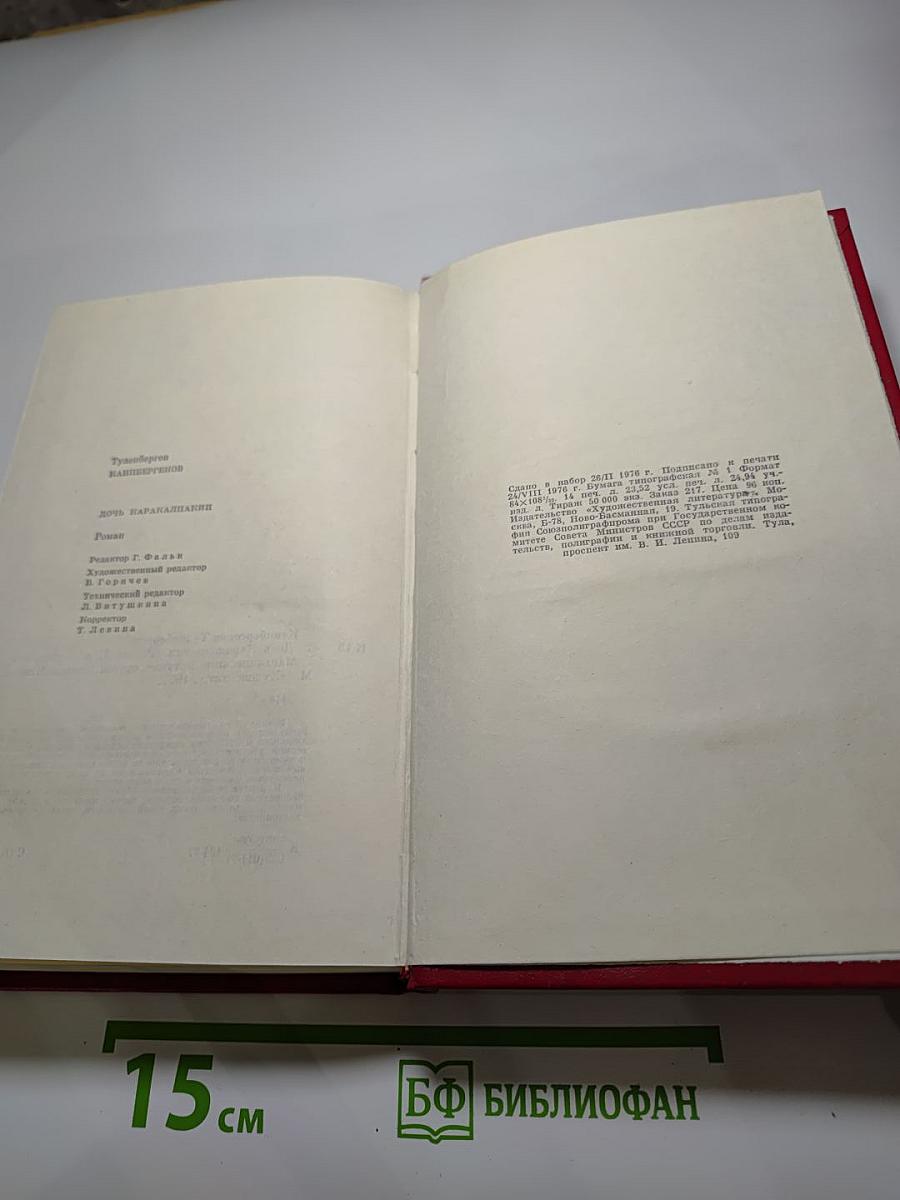 Туленберген
КАИПБЕРГЕНОВ
ДОЧЬ КАРАКАЛПАКИИ
Роман
Редактор Г. Фальк
Художественный редактор
В. Горячев
Технический редактор
Л. Витушкина
Корректор
Т. Левина
Сдано в набор 26/II 1976 г. Подписано к печати
24/VIII 1976 г. Бумага типографская № 1 Формат
84×108¹/₃₂. 14 печ. л. 23,52 усл. печ. л. 24,94 уч.-
изд. л. Тираж 50 000 экз. Заказ 217. Цена 96 коп.
Издательство «Художественная литература». Мо-
сква, Б-78, Ново-Басманная, 19. Тульская типогра-
фия Союзполиграфпрома при Государственном ко-
митете Совета Министров СССР по делам изда-
тельств, полиграфии и книжной торговли. Тула,
проспект им. В. И. Ленина, 109
15 см
БФ БИБЛИОФАН